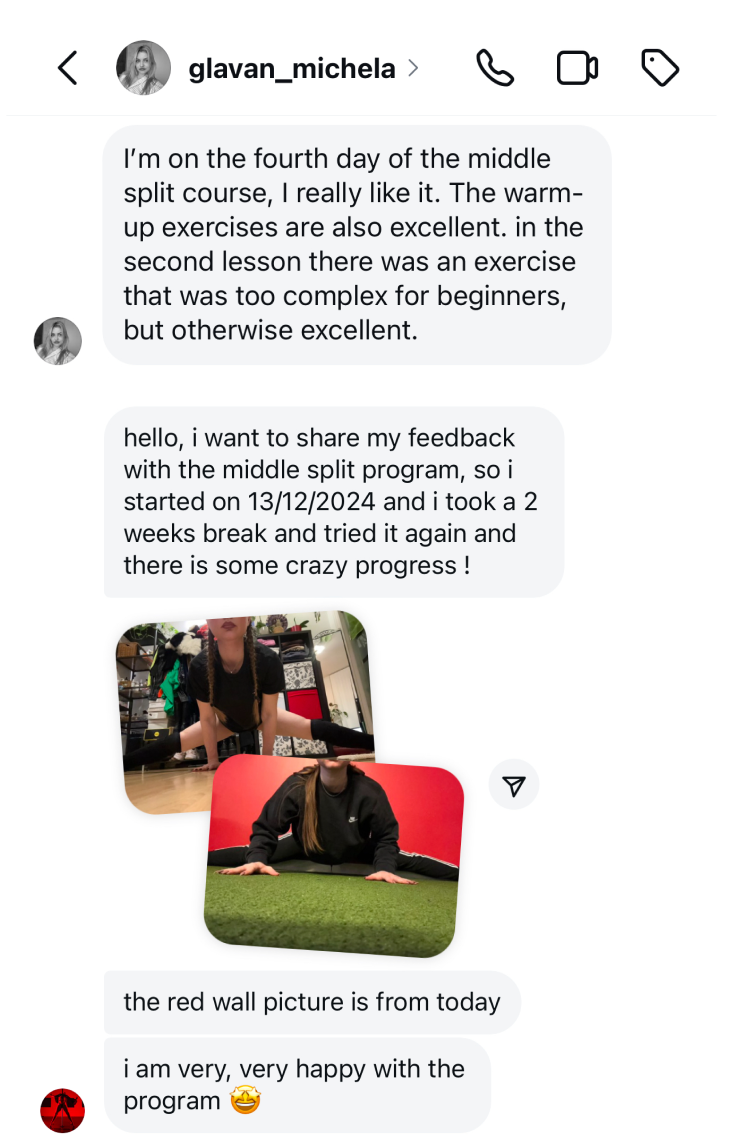 glavan_michela
I’m on the fourth day of the middle
split course, I really like it. The warm-
up exercises are also excellent. in the
second lesson there was an exercise
that was too complex for beginners,
but otherwise excellent.
hello, i want to share my feedback
with the middle split program, so i
started on 13/12/2024 and i took a 2
weeks break and tried it again and
there is some crazy progress !
the red wall picture is from today
i am very, very happy with the
program 🤩